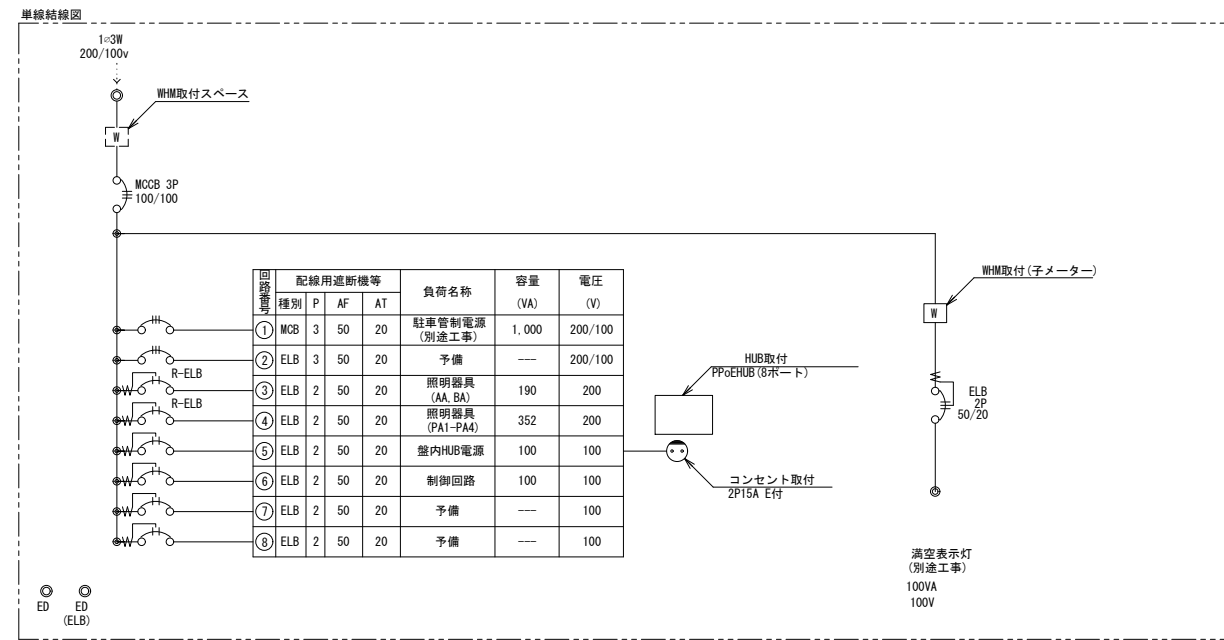 単線結線図
1∅3W
200/100v
WHM取付スペース
W
MCCB 3P
100/100
回路番号 配線用遮断機等 負荷名称 容量 (VA) 電圧 (V)
種別 P AF AT
① MCB 3 50 20 駐車管制電源 (別途工事) 1,000 200/100
② ELB 3 50 20 予備 --- 200/100
R-ELB
③ ELB 2 50 20 照明器具 (AA,BA) 190 200
R-ELB
④ ELB 2 50 20 照明器具 (PA1-PA4) 352 200
⑤ ELB 2 50 20 盤内HUB電源 100 100
⑥ ELB 2 50 20 制御回路 100 100
⑦ ELB 2 50 20 予備 --- 100
⑧ ELB 2 50 20 予備 --- 100
HUB取付
PPoEHUB(8ポート)
コンセント取付
2P15A E付
WHM取付(子メーター)
W
ELB
2P
50/20
満空表示灯
(別途工事)
100VA
100V
ED
ED
(ELB)